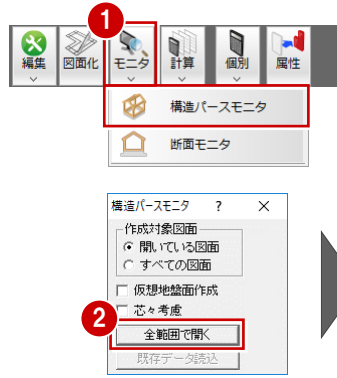 1
編集 図面化 モニタ 計算 個別 属性
構造パースモニタ
断面モニタ
構造パースモニタ ? ×
作成対象図面
開いている図面
すべての図面
仮想地盤面作成
芯々考慮
2
全範囲で開く
既存データ読込